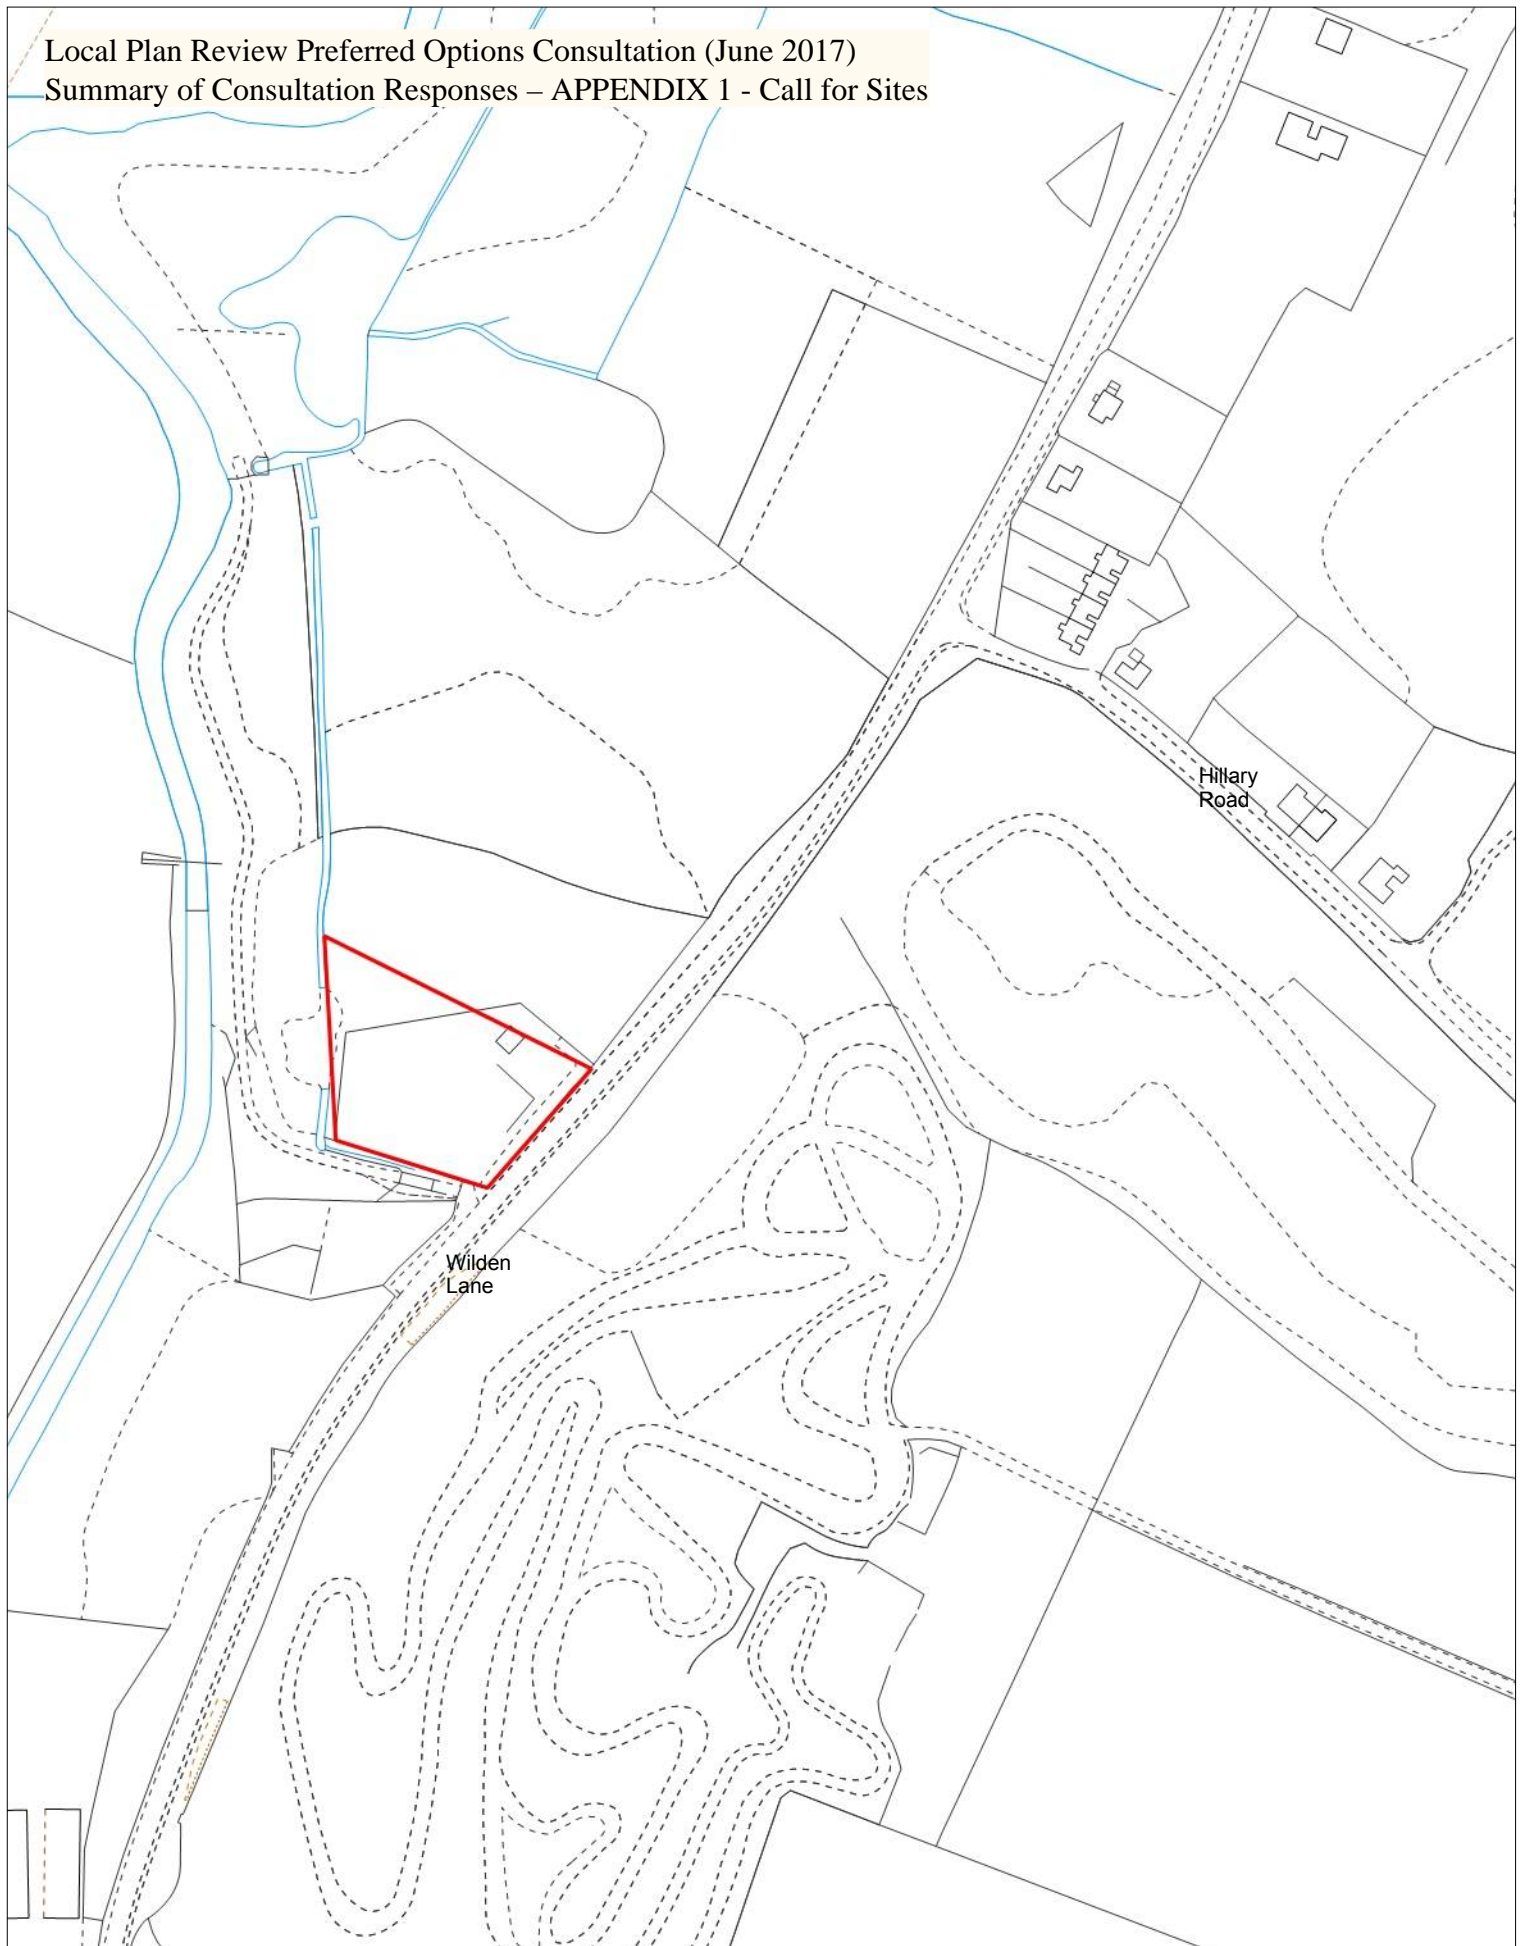 Local Plan Review Preferred Options Consultation (June 2017)
Summary of Consultation Responses – APPENDIX 1 - Call for Sites
Hillary
Road
Wilden
Lane